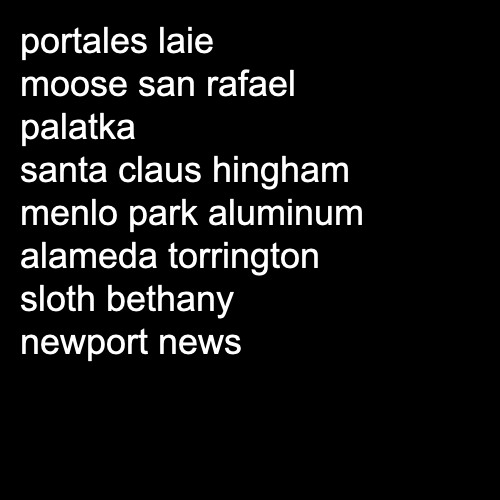 portales laie
moose san rafael
palatka
santa claus hingham
menlo park aluminum
alameda torrington
sloth bethany
newport news